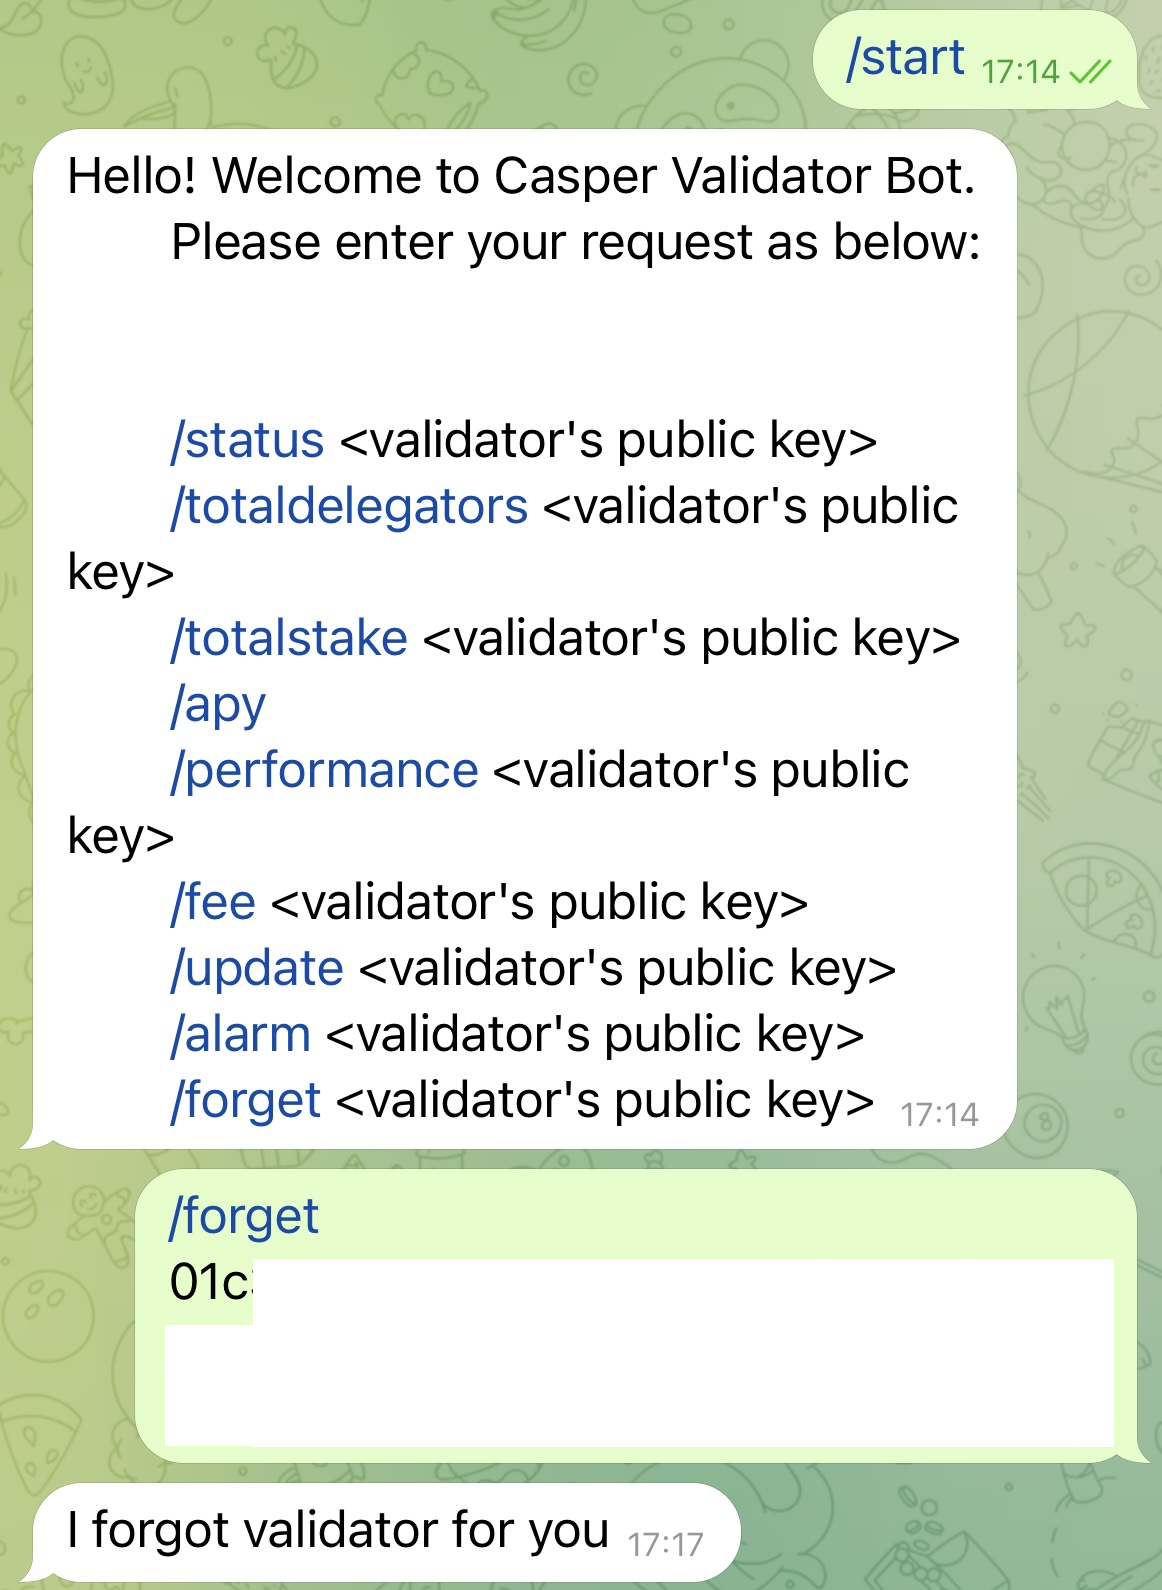 /start 17:14
Hello! Welcome to Casper Validator Bot.
Please enter your request as below:
/status <validator's public key>
/totaldelegators <validator's public
key>
/totalstake <validator's public key>
/apy
/performance <validator's public
key>
/fee <validator's public key>
/update <validator's public key>
/alarm <validator's public key>
/forget <validator's public key> 17:14
/forget
01c
I forgot validator for you 17:17